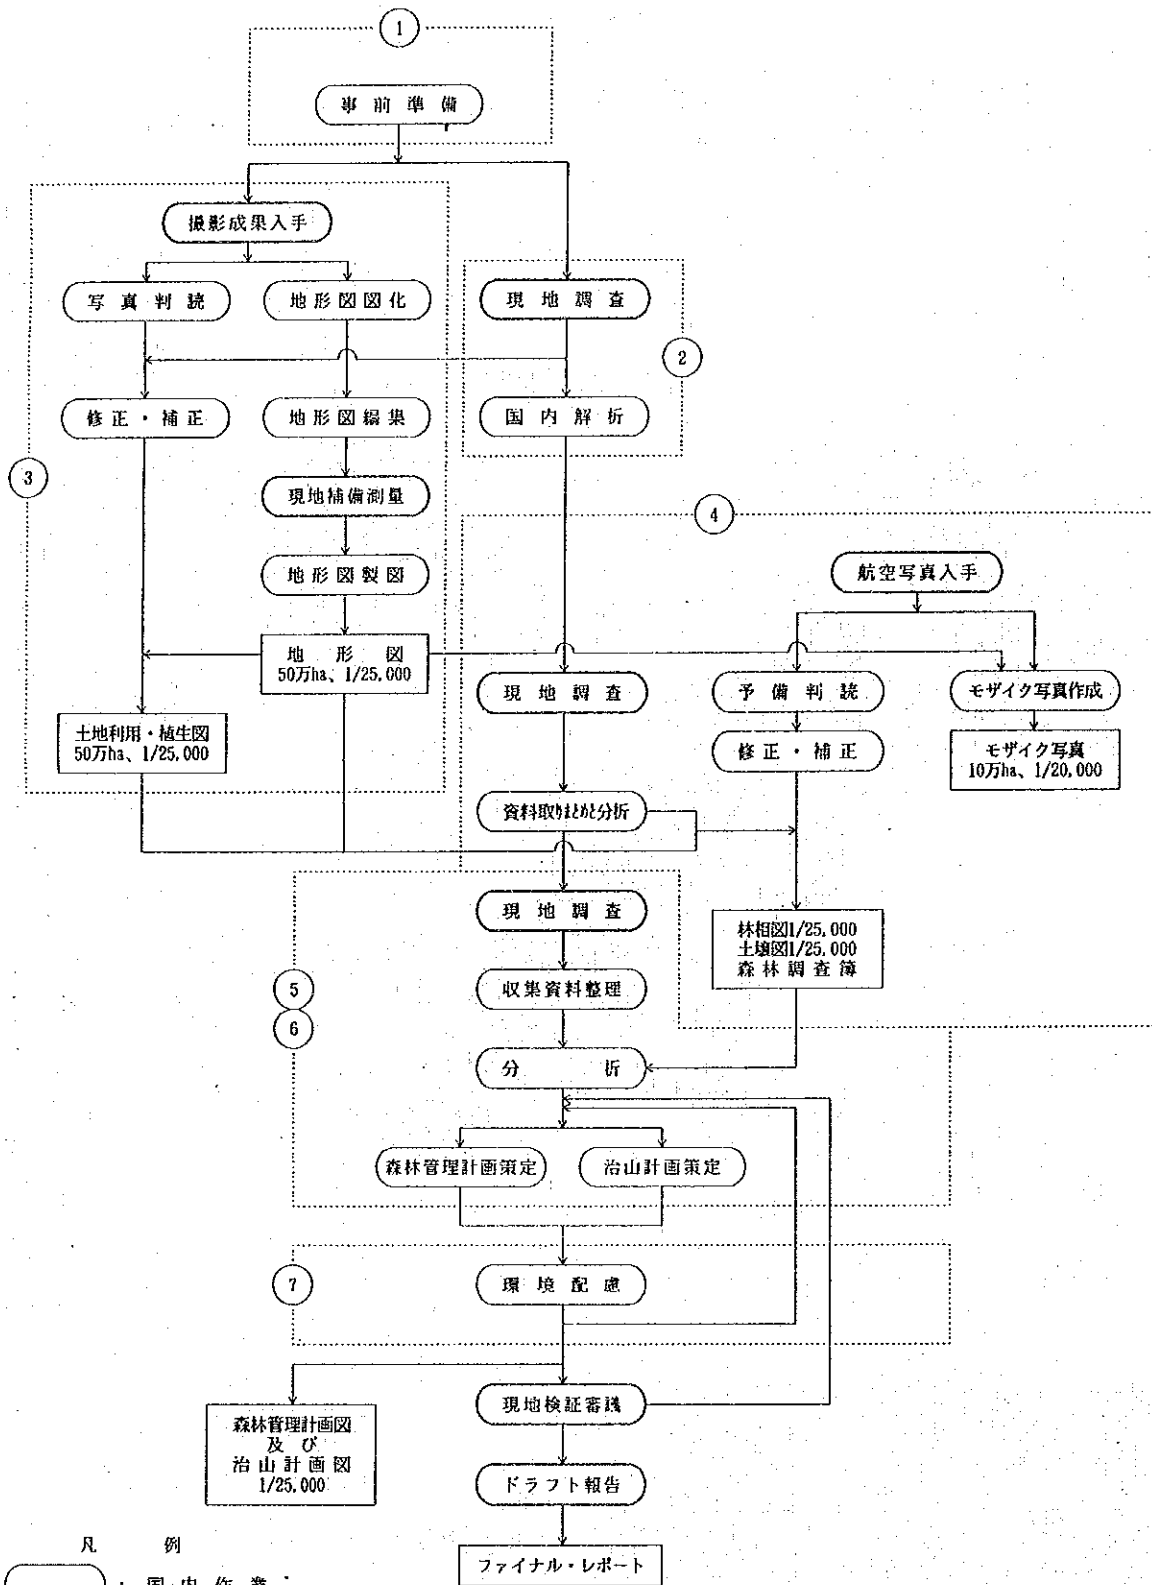 1
事前準備
撮影成果入手
写真判読
地形図図化
現地調査
2
修正・補正
地形図編集
国内解析
3
現地補備測量
4
地形図製図
航空写真入手
地形図
50万ha、1/25,000
現地調査
予備判読
モザイク写真作成
土地利用・植生図
50万ha、1/25,000
修正・補正
モザイク写真
10万ha、1/20,000
資料取りまとめと分析
現地調査
林相図1/25,000
土壌図1/25,000
森林調査簿
5
収集資料整理
6
分析
森林管理計画策定
治山計画策定
7
環境配慮
現地検証審議
森林管理計画図
及び
治山計画図
1/25,000
ドラフト報告
凡例
ファイナル・レポート
：国内作業